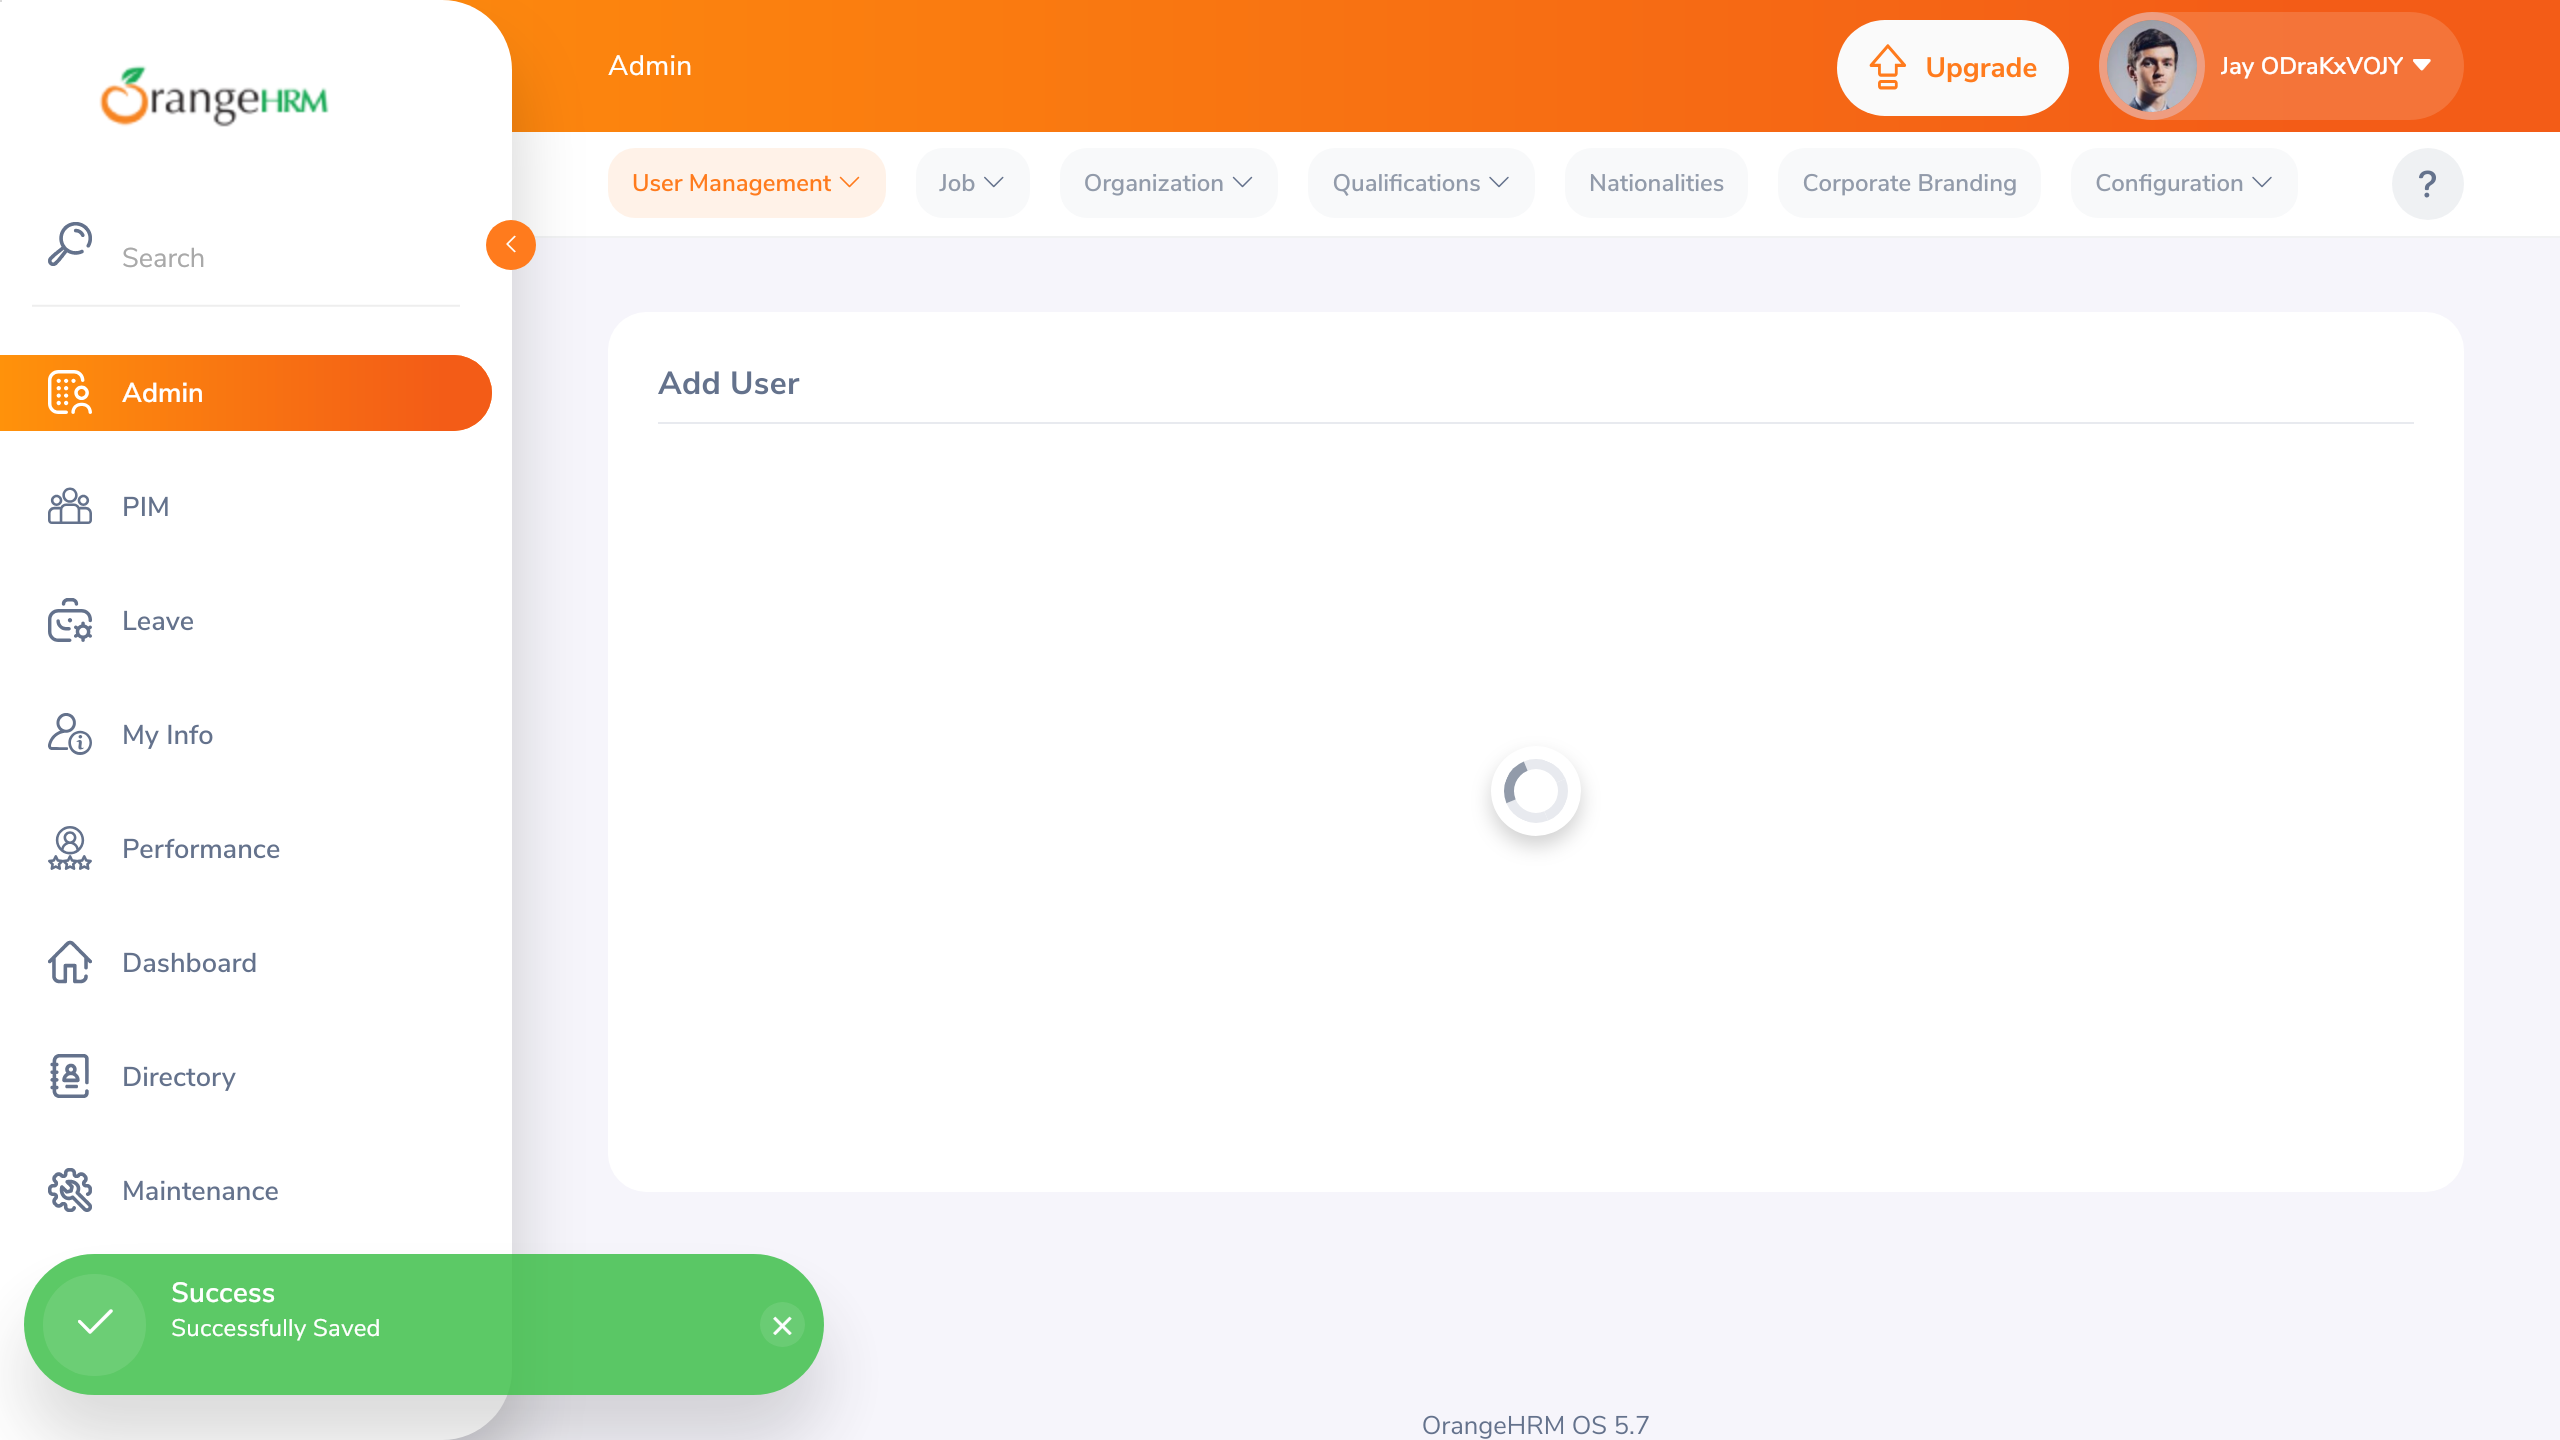 OrangeHRM
Admin
Upgrade
Jay ODraKxVOJY
User Management
Job
Organization
Qualifications
Nationalities
Corporate Branding
Configuration
?
Search
Admin
PIM
Leave
My Info
Performance
Dashboard
Directory
Maintenance
Add User
Success
Successfully Saved
OrangeHRM OS 5.7